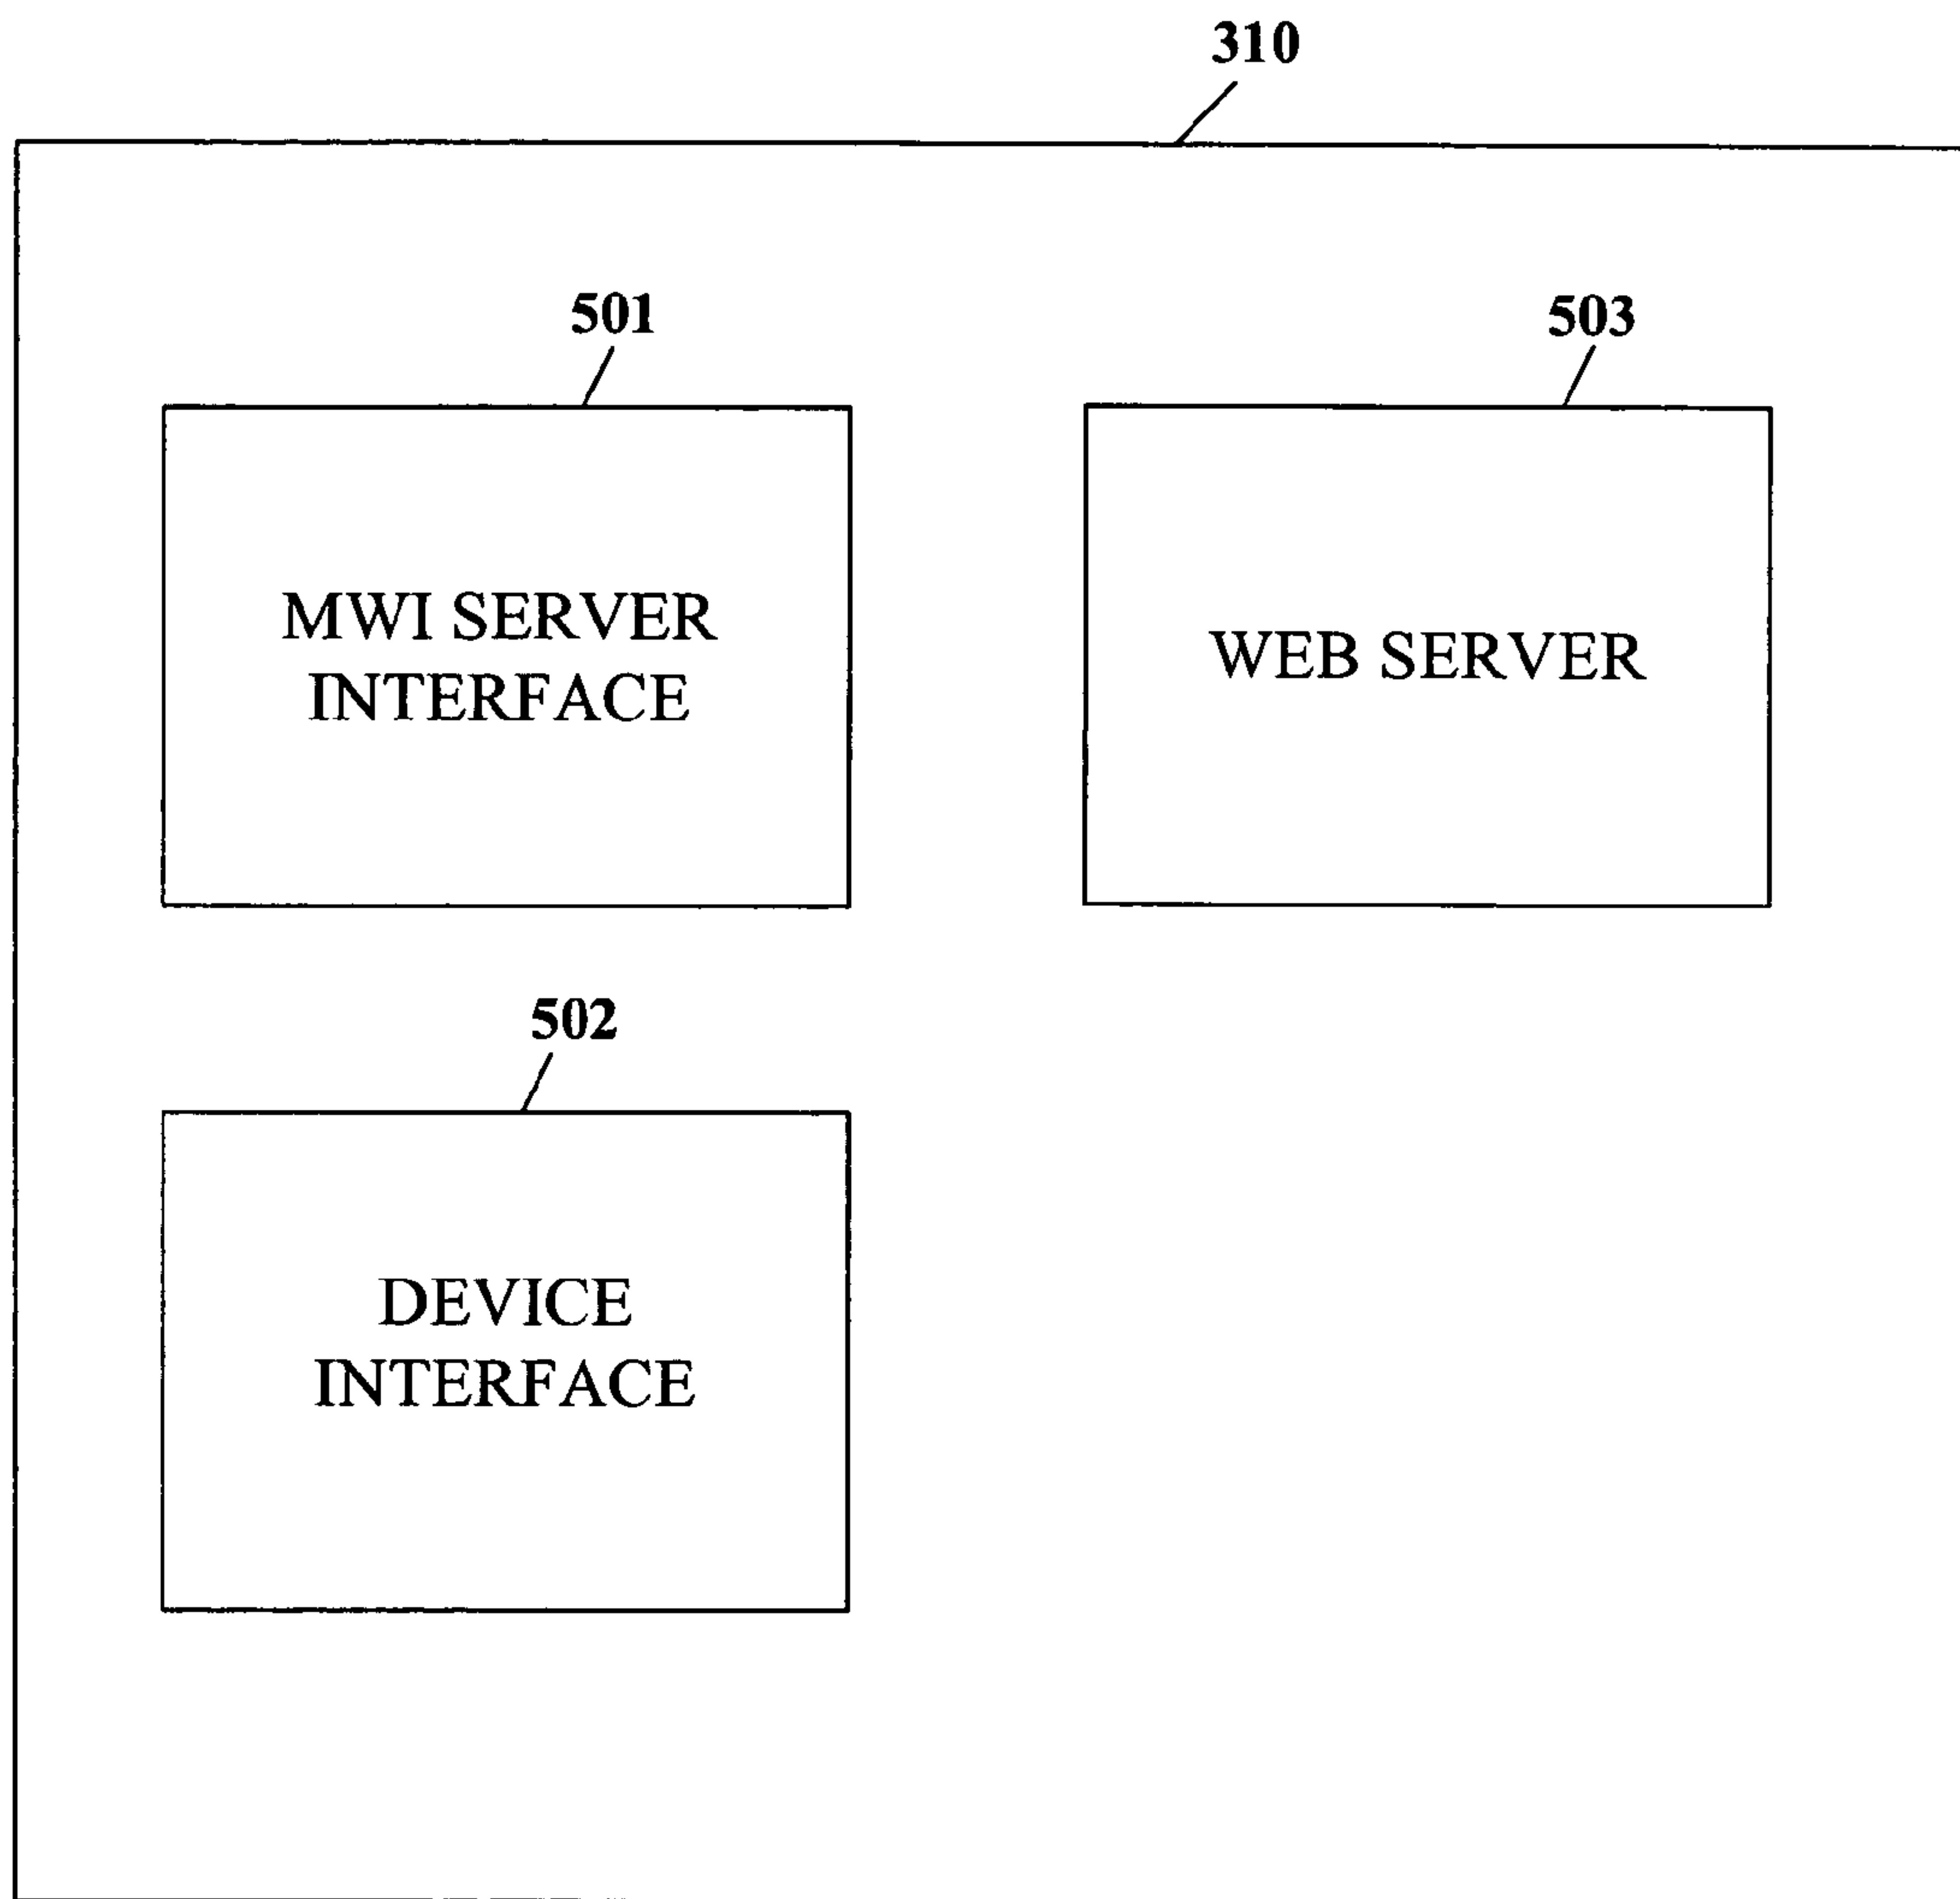 310
501
503
MWI SERVER
INTERFACE
WEB SERVER
502
DEVICE
INTERFACE